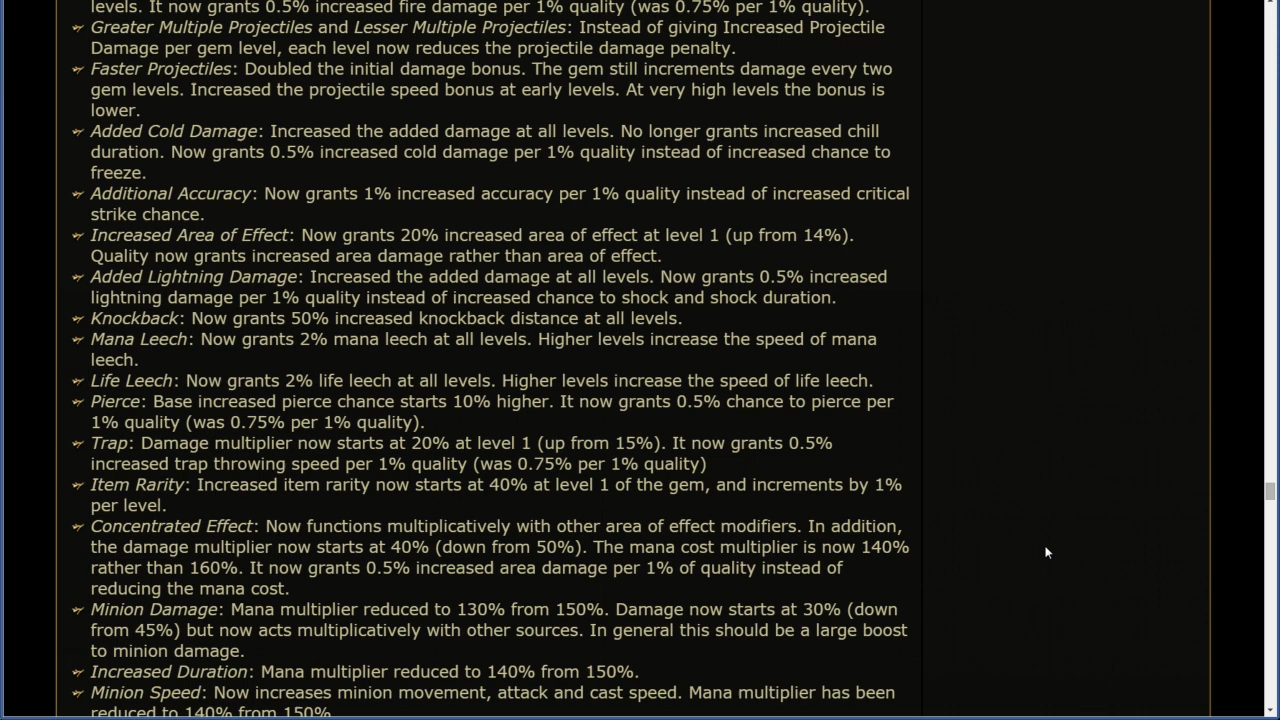 levels. It now grants 0.5% increased fire damage per 1% quality (was 0.75% per 1% quality).
Greater Multiple Projectiles and Lesser Multiple Projectiles: Instead of giving Increased Projectile
Damage per gem level, each level now reduces the projectile damage penalty.
Faster Projectiles: Doubled the initial damage bonus. The gem still increments damage every two
gem levels. Increased the projectile speed bonus at early levels. At very high levels the bonus is
lower.
Added Cold Damage: Increased the added damage at all levels. No longer grants increased chill
duration. Now grants 0.5% increased cold damage per 1% quality instead of increased chance to
freeze.
Additional Accuracy: Now grants 1% increased accuracy per 1% quality instead of increased critical
strike chance.
Increased Area of Effect: Now grants 20% increased area of effect at level 1 (up from 14%).
Quality now grants increased area damage rather than area of effect.
Added Lightning Damage: Increased the added damage at all levels. Now grants 0.5% increased
lightning damage per 1% quality instead of increased chance to shock and shock duration.
Knockback: Now grants 50% increased knockback distance at all levels.
Mana Leech: Now grants 2% mana leech at all levels. Higher levels increase the speed of mana
leech.
Life Leech: Now grants 2% life leech at all levels. Higher levels increase the speed of life leech.
Pierce: Base increased pierce chance starts 10% higher. It now grants 0.5% chance to pierce per
1% quality (was 0.75% per 1% quality).
Trap: Damage multiplier now starts at 20% at level 1 (up from 15%). It now grants 0.5%
increased trap throwing speed per 1% quality (was 0.75% per 1% quality)
Item Rarity: Increased item rarity now starts at 40% at level 1 of the gem, and increments by 1%
per level.
Concentrated Effect: Now functions multiplicatively with other area of effect modifiers. In addition,
the damage multiplier now starts at 40% (down from 50%). The mana cost multiplier is now 140%
rather than 160%. It now grants 0.5% increased area damage per 1% of quality instead of
reducing the mana cost.
Minion Damage: Mana multiplier reduced to 130% from 150%. Damage now starts at 30% (down
from 45%) but now acts multiplicatively with other sources. In general this should be a large boost
to minion damage.
Increased Duration: Mana multiplier reduced to 140% from 150%.
Minion Speed: Now increases minion movement, attack and cast speed. Mana multiplier has been
reduced to 140% from 150%.